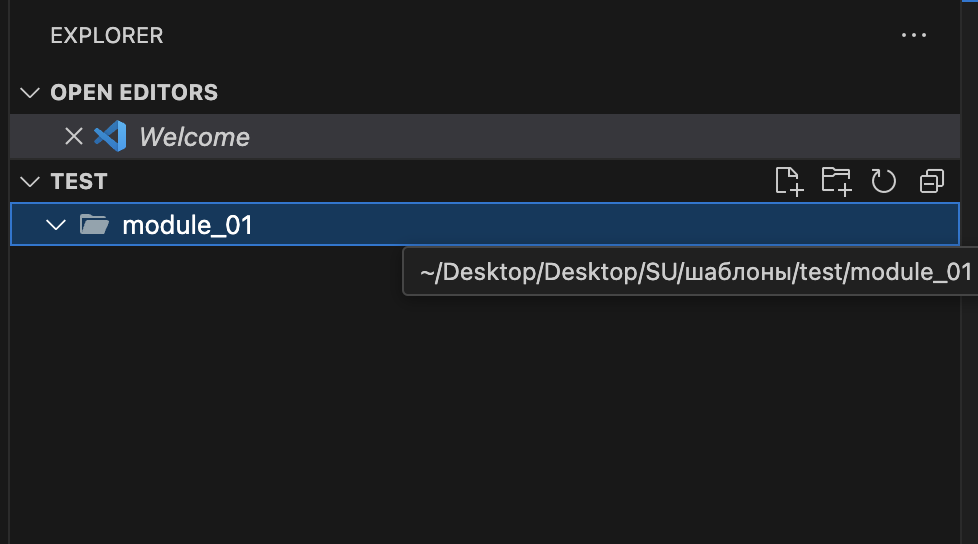 EXPLORER
OPEN EDITORS
Welcome
TEST
module_01
~/Desktop/Desktop/SU/шаблоны/test/module_01